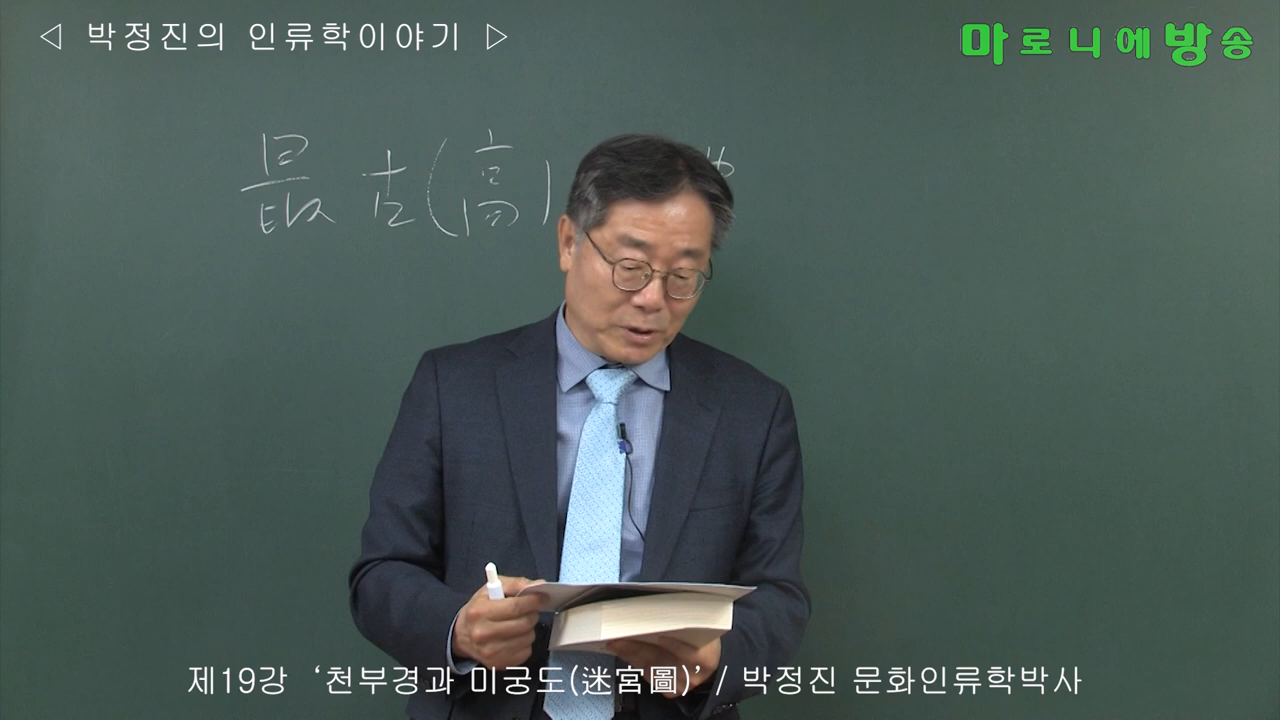 ◁ 박정진의 인류학이야기 ▷
마로니에방송
最古(高)
제19강 ‘천부경과 미궁도(迷宮圖)’ / 박정진 문화인류학박사